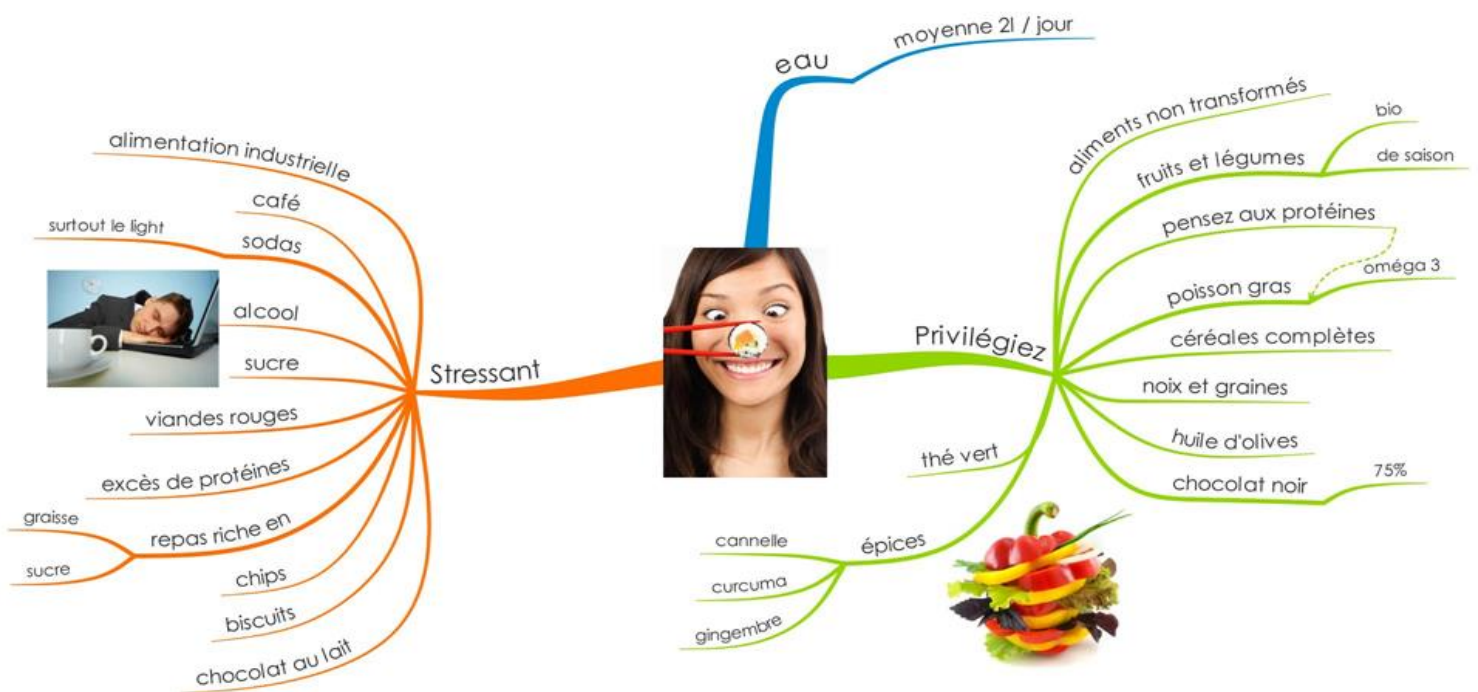 eau
moyenne 2l / jour
Stressant
alimentation industrielle
café
sodas
surtout le light
alcool
sucre
viandes rouges
excès de protéines
repas riche en
graisse
sucre
chips
biscuits
chocolat au lait
Privilégiez
aliments non transformés
fruits et légumes
bio
de saison
pensez aux protéines
poisson gras
oméga 3
céréales complètes
noix et graines
huile d'olives
chocolat noir
75%
thé vert
épices
cannelle
curcuma
gingembre